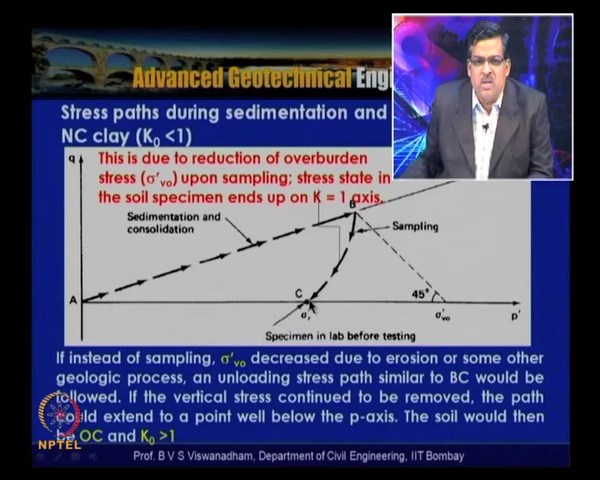 Advanced Geotechnical Eng
Stress paths during sedimentation and
NC clay (K₀ <1)
This is due to reduction of overburden
stress (σ'vo) upon sampling; stress state in
the soil specimen ends up on K = 1 axis.
q
B
Sedimentation and
consolidation
Sampling
A
C
45°
σ'r
σ'vo
p'
Specimen in lab before testing
If instead of sampling, σ'vo decreased due to erosion or some other
geologic process, an unloading stress path similar to BC would be
followed. If the vertical stress continued to be removed, the path
could extend to a point well below the p-axis. The soil would then
be OC and K₀ >1
NPTEL
Prof. B V S Viswanadham, Department of Civil Engineering, IIT Bombay